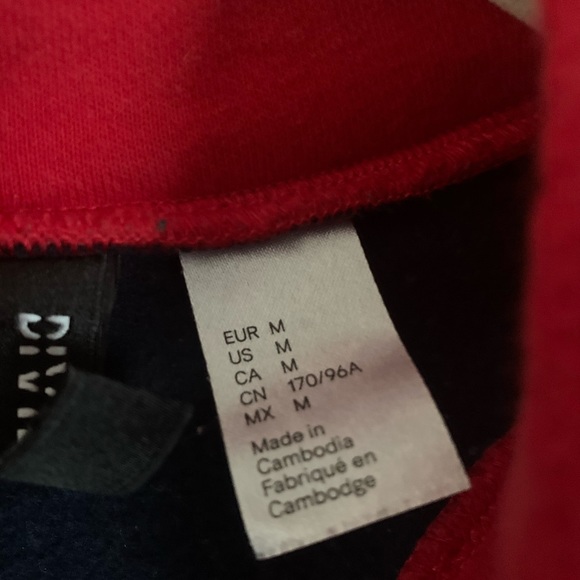 EUR M
US M
CA M
CN 170/96A
MX M
Made in
Cambodia
Fabriqué en
Cambodge